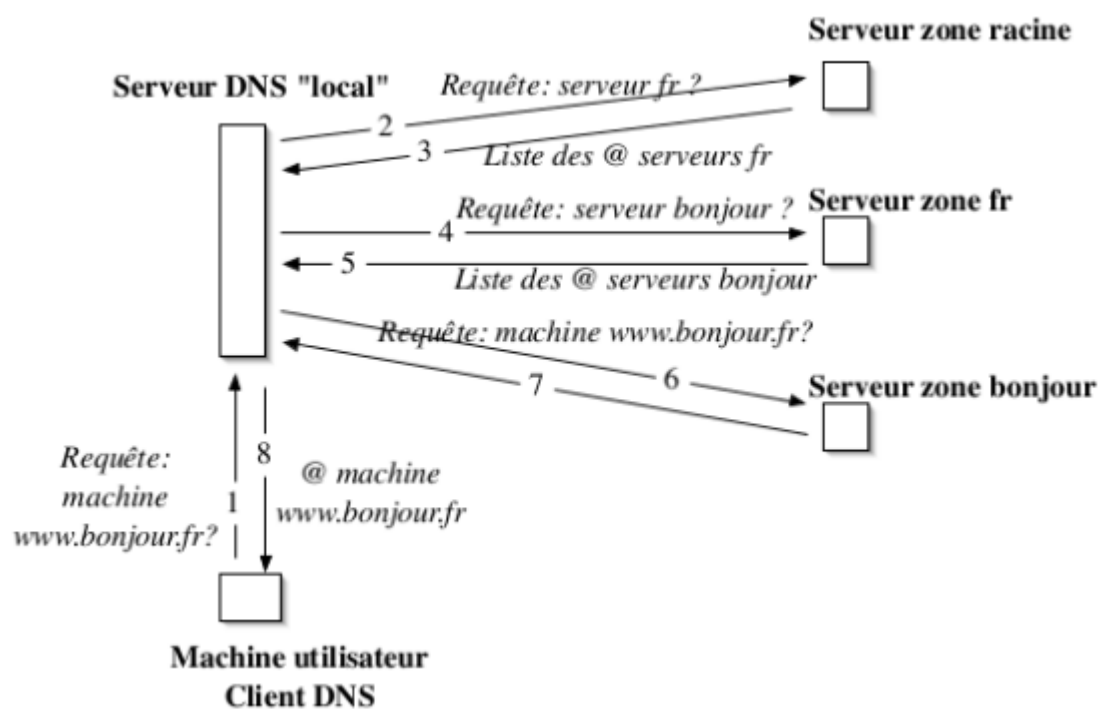 Serveur zone racine
Serveur DNS "local"
Requête: serveur fr ?
2
3
Liste des @ serveurs fr
Serveur zone fr
Requête: serveur bonjour ?
4
5
Liste des @ serveurs bonjour
Requête: machine www.bonjour.fr?
6
7
Serveur zone bonjour
Requête:
machine
www.bonjour.fr?
1
8
@ machine
www.bonjour.fr
Machine utilisateur
Client DNS